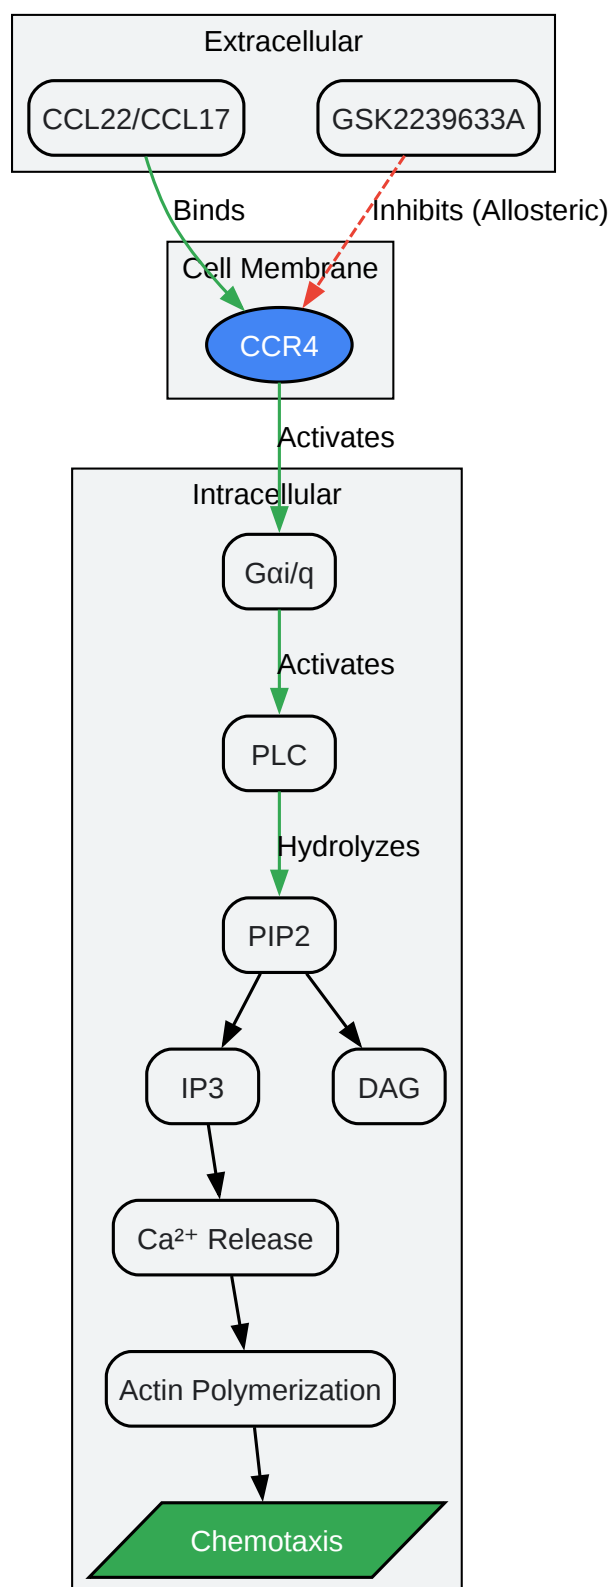 Extracellular
CCL22/CCL17
GSK2239633A
Binds
Inhibits (Allosteric)
Cell Membrane
CCR4
Activates
Intracellular
Gαi/q
Activates
PLC
Hydrolyzes
PIP2
IP3
DAG
Ca²⁺ Release
Actin Polymerization
Chemotaxis